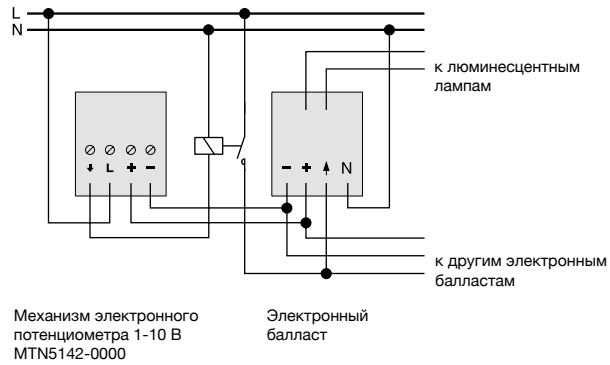 L
N
к люминесцентным
лампам
L + −
− + N
к другим электронным
балластам
Механизм электронного
потенциометра 1-10 В
MTN5142-0000
Электронный
балласт